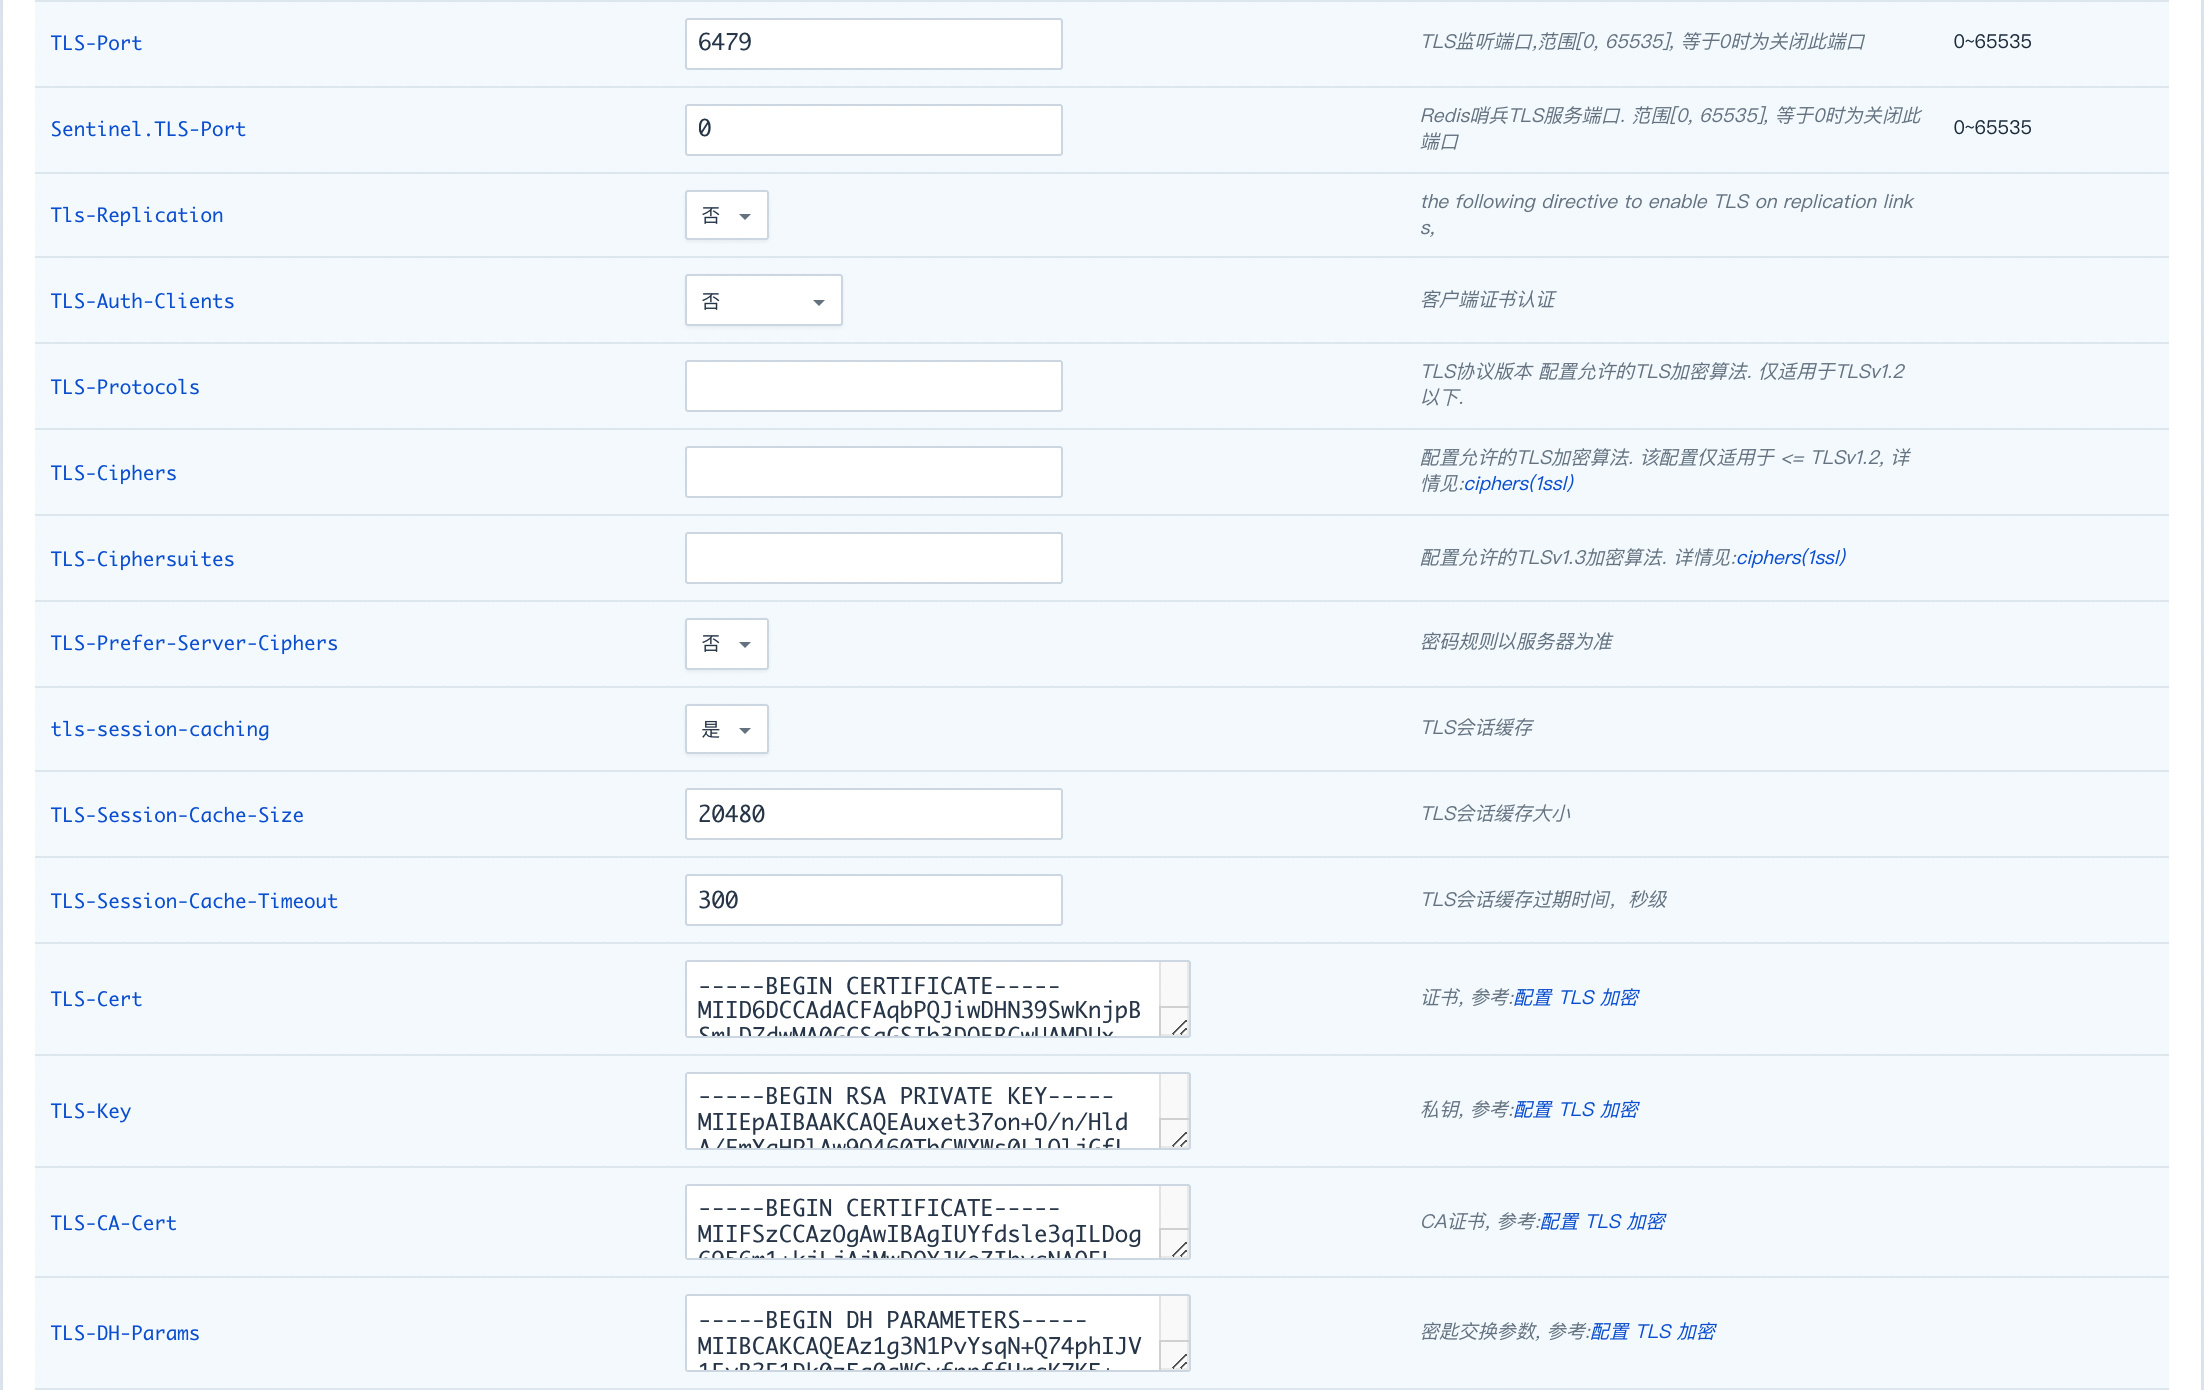 TLS-Port
6479
TLS监听端口,范围[0, 65535], 等于0时为关闭此端口
0~65535
Sentinel.TLS-Port
0
Redis哨兵TLS服务端口. 范围[0, 65535], 等于0时为关闭此
端口
0~65535
Tls-Replication
否
the following directive to enable TLS on replication link
s,
TLS-Auth-Clients
否
客户端证书认证
TLS-Protocols
TLS协议版本 配置允许的TLS加密算法. 仅适用于TLSv1.2
以下.
TLS-Ciphers
配置允许的TLS加密算法. 该配置仅适用于 <= TLSv1.2, 详
情见:ciphers(1ssl)
TLS-Ciphersuites
配置允许的TLSv1.3加密算法. 详情见:ciphers(1ssl)
TLS-Prefer-Server-Ciphers
否
密码规则以服务器为准
tls-session-caching
是
TLS会话缓存
TLS-Session-Cache-Size
20480
TLS会话缓存大小
TLS-Session-Cache-Timeout
300
TLS会话缓存过期时间，秒级
TLS-Cert
-----BEGIN CERTIFICATE-----
MIID6DCCAdACFAqbPQJiwDHN39SwKnjpB
证书, 参考:配置 TLS 加密
TLS-Key
-----BEGIN RSA PRIVATE KEY-----
MIIEpAIBAAKCAQEAuxet37on+O/n/Hld
私钥, 参考:配置 TLS 加密
TLS-CA-Cert
-----BEGIN CERTIFICATE-----
MIIFSzCCAzOgAwIBAgIUYfdsle3qILDog
CA证书, 参考:配置 TLS 加密
TLS-DH-Params
-----BEGIN DH PARAMETERS-----
MIIBCAKCAQEAz1g3N1PvYsqN+Q74phIJV
密匙交换参数, 参考:配置 TLS 加密